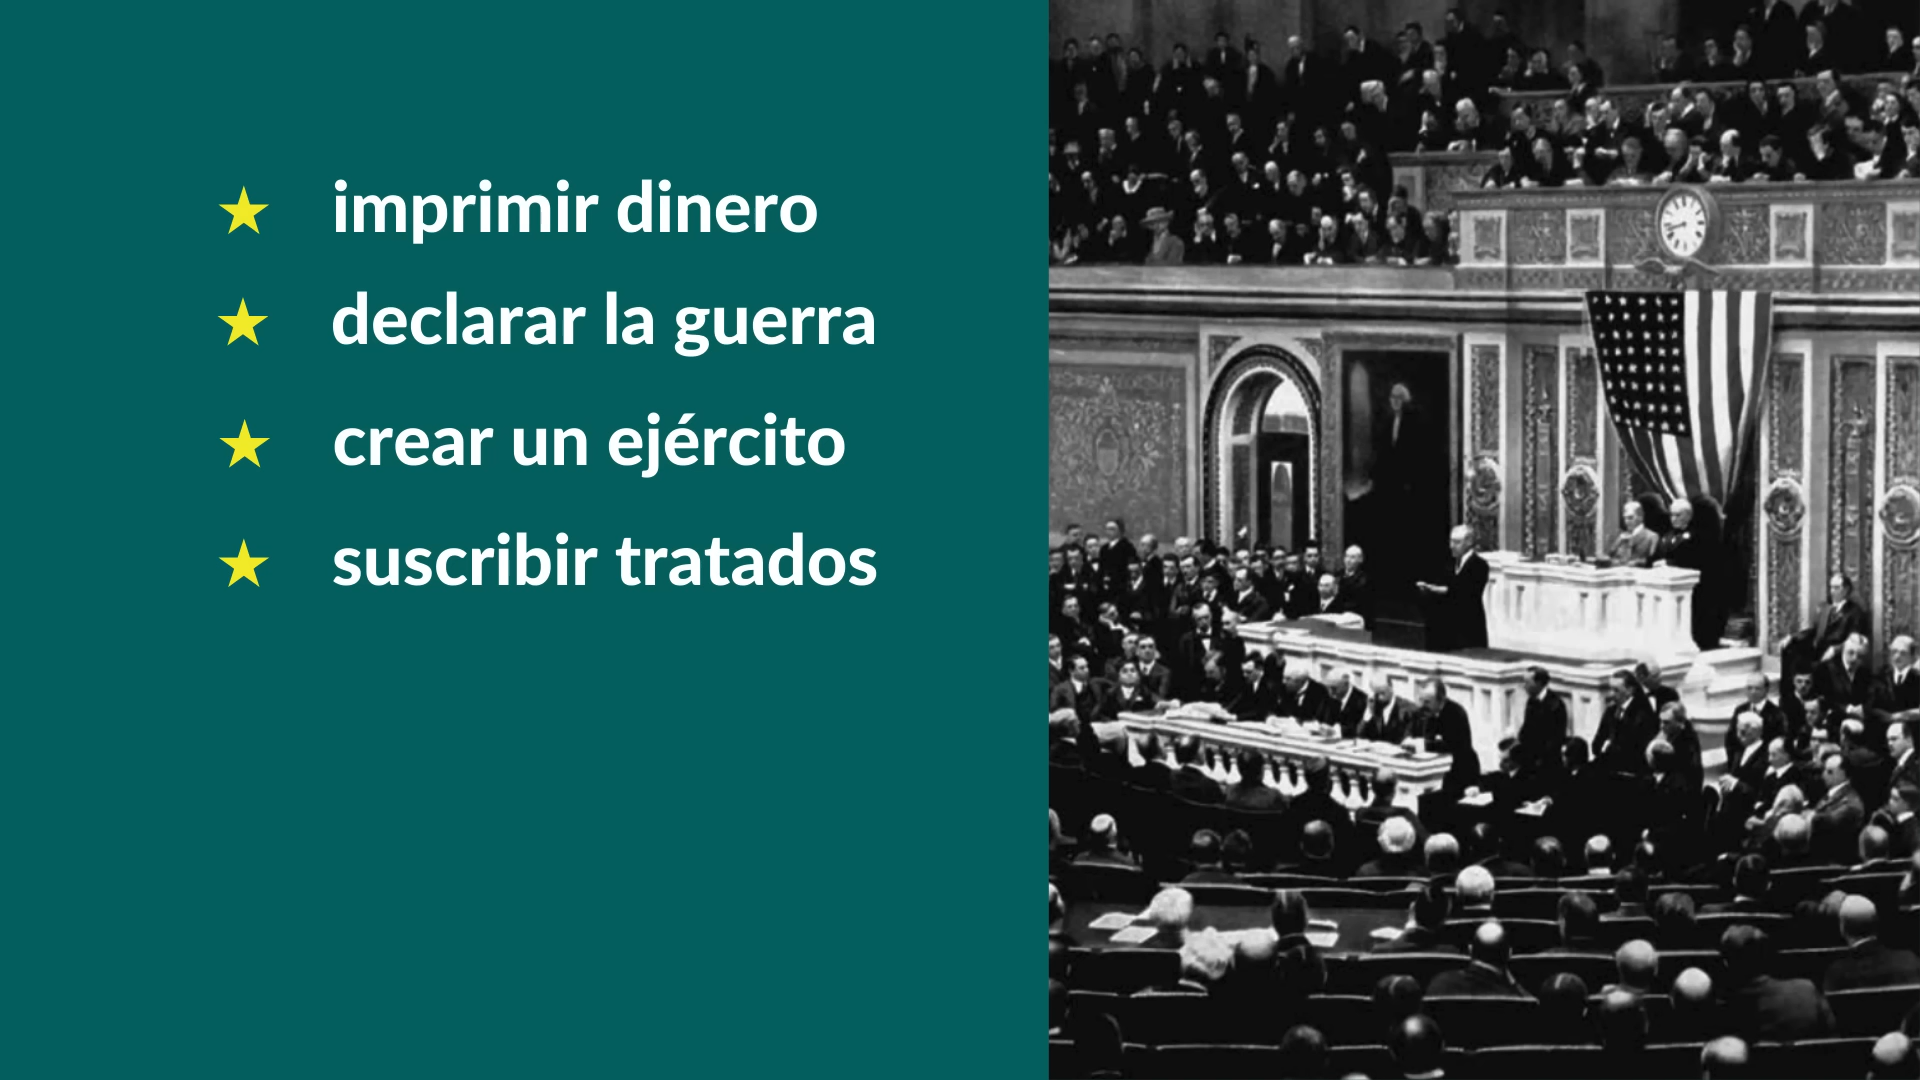 imprimir dinero
declarar la guerra
crear un ejército
suscribir tratados